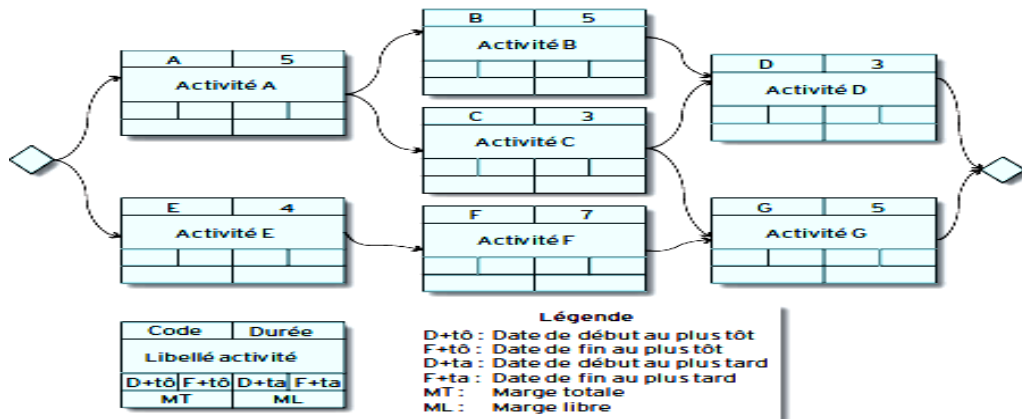 A 5
Activité A
B 5
Activité B
C 3
Activité C
D 3
Activité D
E 4
Activité E
F 7
Activité F
G 5
Activité G
Code Durée
Libellé activité
D+tô F+tô D+ta F+ta
MT ML
Légende
D+tô : Date de début au plus tôt
F+tô : Date de fin au plus tôt
D+ta : Date de début au plus tard
F+ta : Date de fin au plus tard
MT : Marge totale
ML : Marge libre